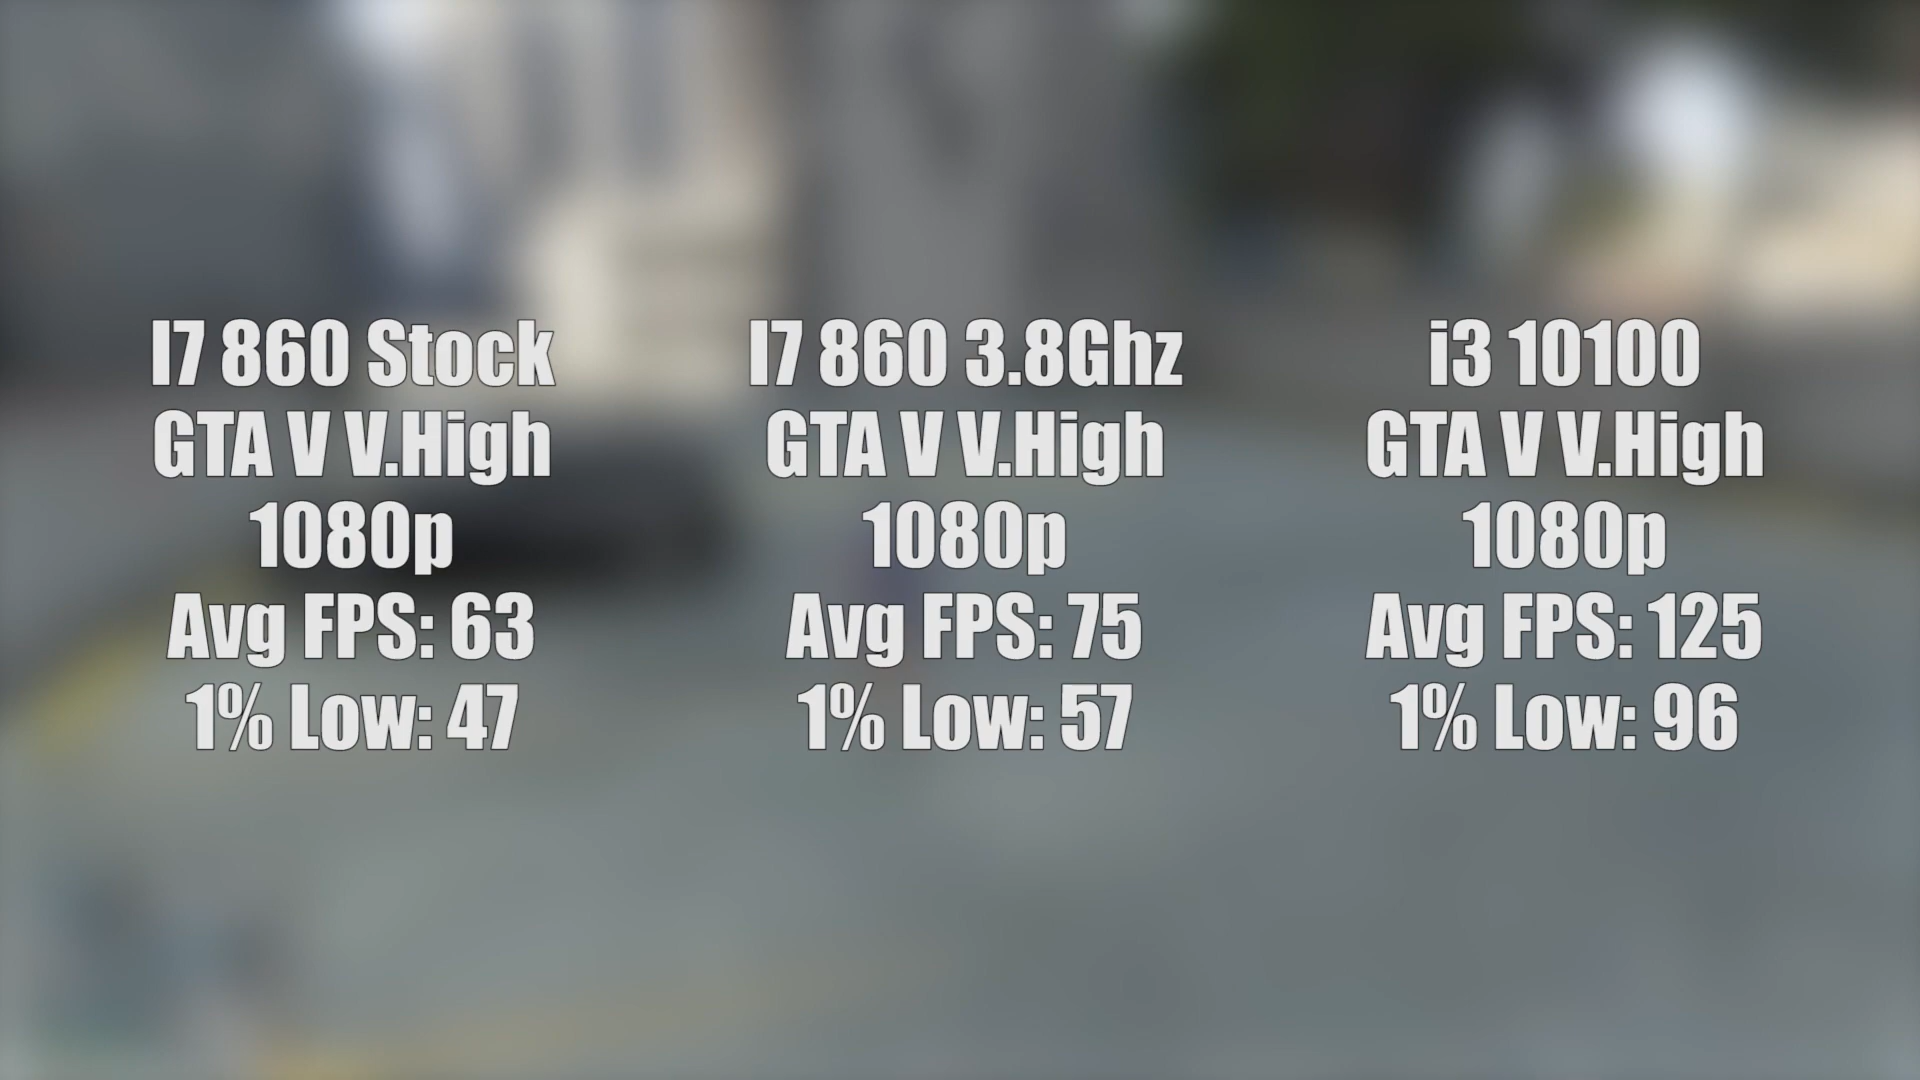 I7 860 Stock
GTA V V.High
1080p
Avg FPS: 63
1% Low: 47
I7 860 3.8Ghz
GTA V V.High
1080p
Avg FPS: 75
1% Low: 57
i3 10100
GTA V V.High
1080p
Avg FPS: 125
1% Low: 96